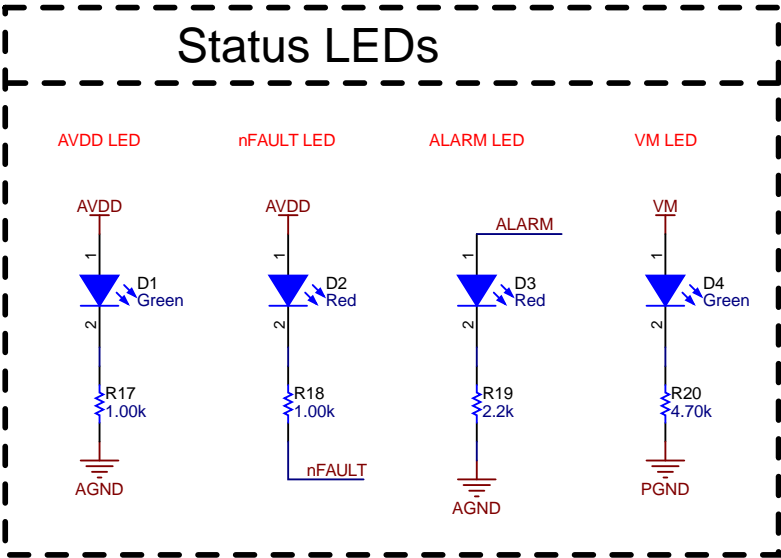 Status LEDs
AVDD LED
nFAULT LED
ALARM LED
VM LED
AVDD
1
D1
Green
2
R17
1.00k
AGND
AVDD
1
D2
Red
2
R18
1.00k
nFAULT
ALARM
1
D3
Red
2
R19
2.2k
AGND
VM
1
D4
Green
2
R20
4.70k
PGND